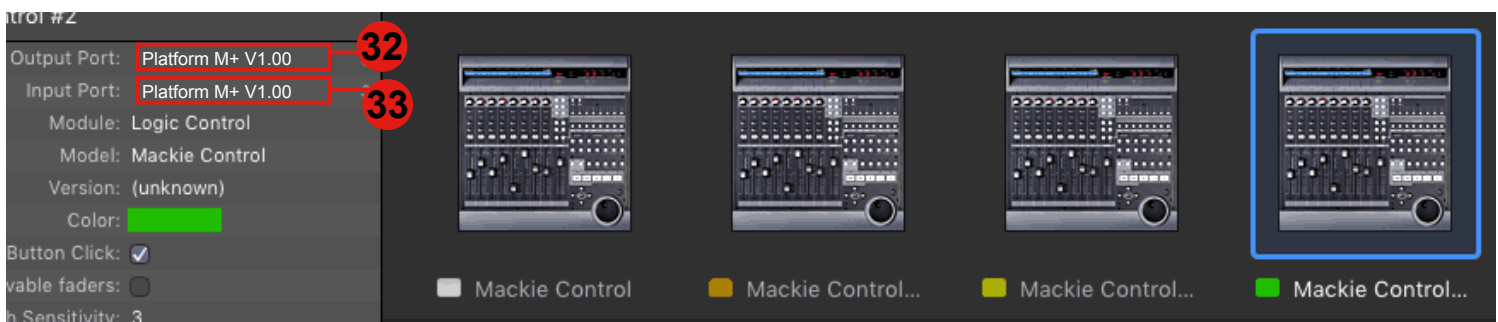 ntrol #2
Output Port: Platform M+ V1.00 32
Input Port: Platform M+ V1.00 33
Module: Logic Control
Model: Mackie Control
Version: (unknown)
Color:
Button Click:
vable faders:
h Sensitivity: 3
Mackie Control
Mackie Control...
Mackie Control...
Mackie Control...